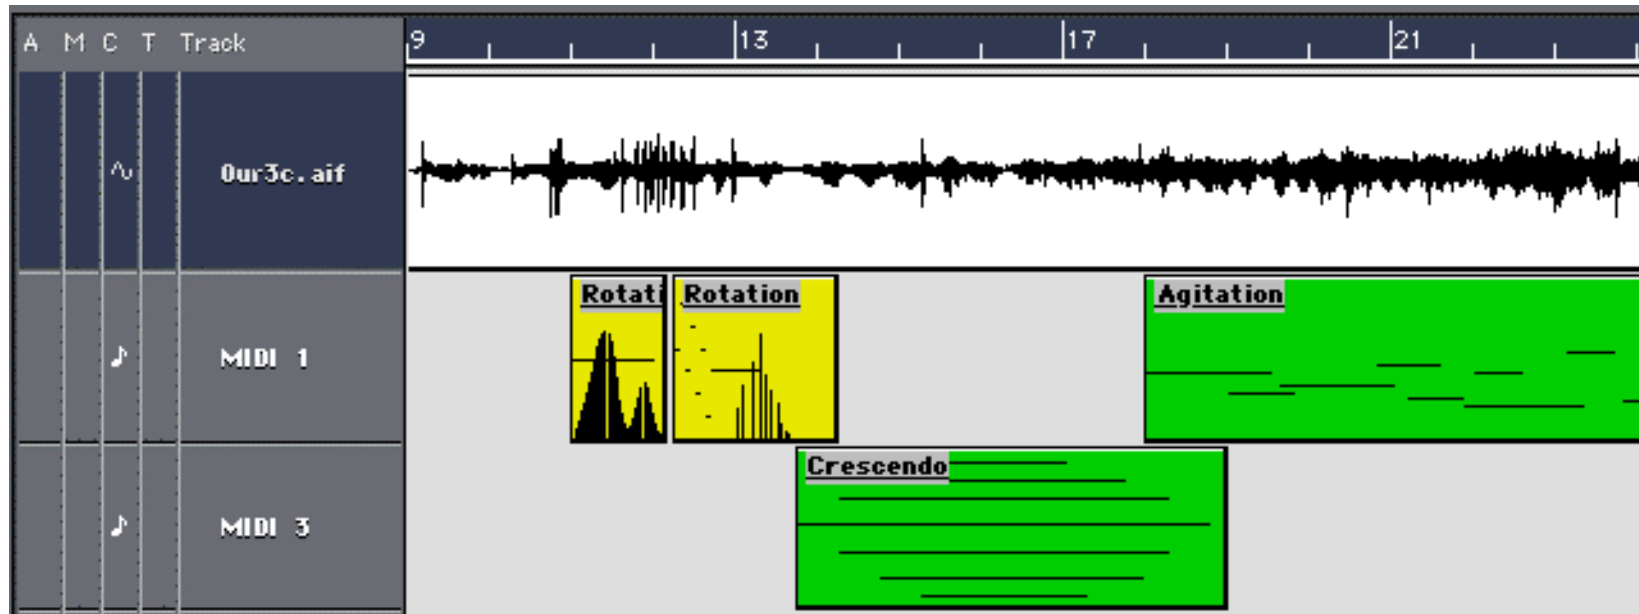 A M C T Track 9 13 17 21
Our3c.aif
Rotati Rotation Agitation
MIDI 1
Crescendo
MIDI 3